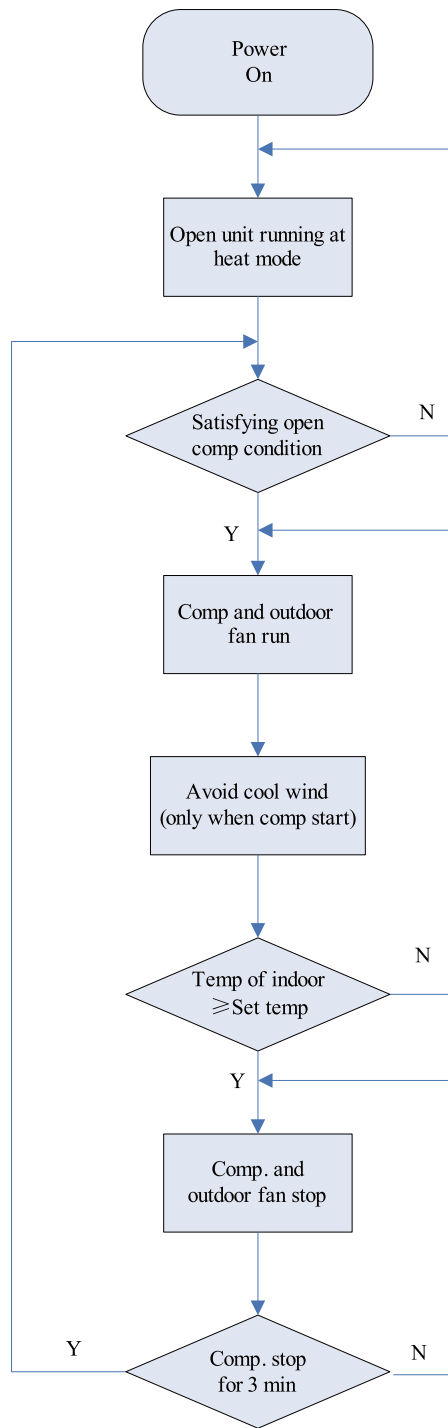 Power
On
Open unit running at
heat mode
Satisfying open
comp condition
N
Y
Comp and outdoor
fan run
Avoid cool wind
(only when comp start)
Temp of indoor
≥Set temp
N
Y
Comp. and
outdoor fan stop
Y
Comp. stop
for 3 min
N